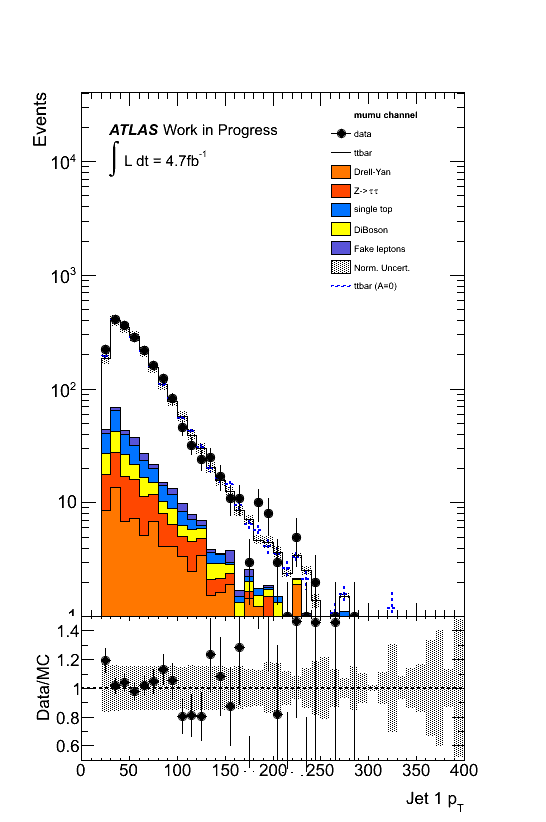 Events
mumu channel
ATLAS Work in Progress
∫ L dt = 4.7fb⁻¹
data
ttbar
Drell-Yan
Z->ττ
single top
DiBoson
Fake leptons
Norm. Uncert.
ttbar (A=0)
10⁴
10³
10²
10
1
Data/MC
1.4
1.2
1
0.8
0.6
0 50 100 150 200 250 300 350 400
Jet 1 p_T